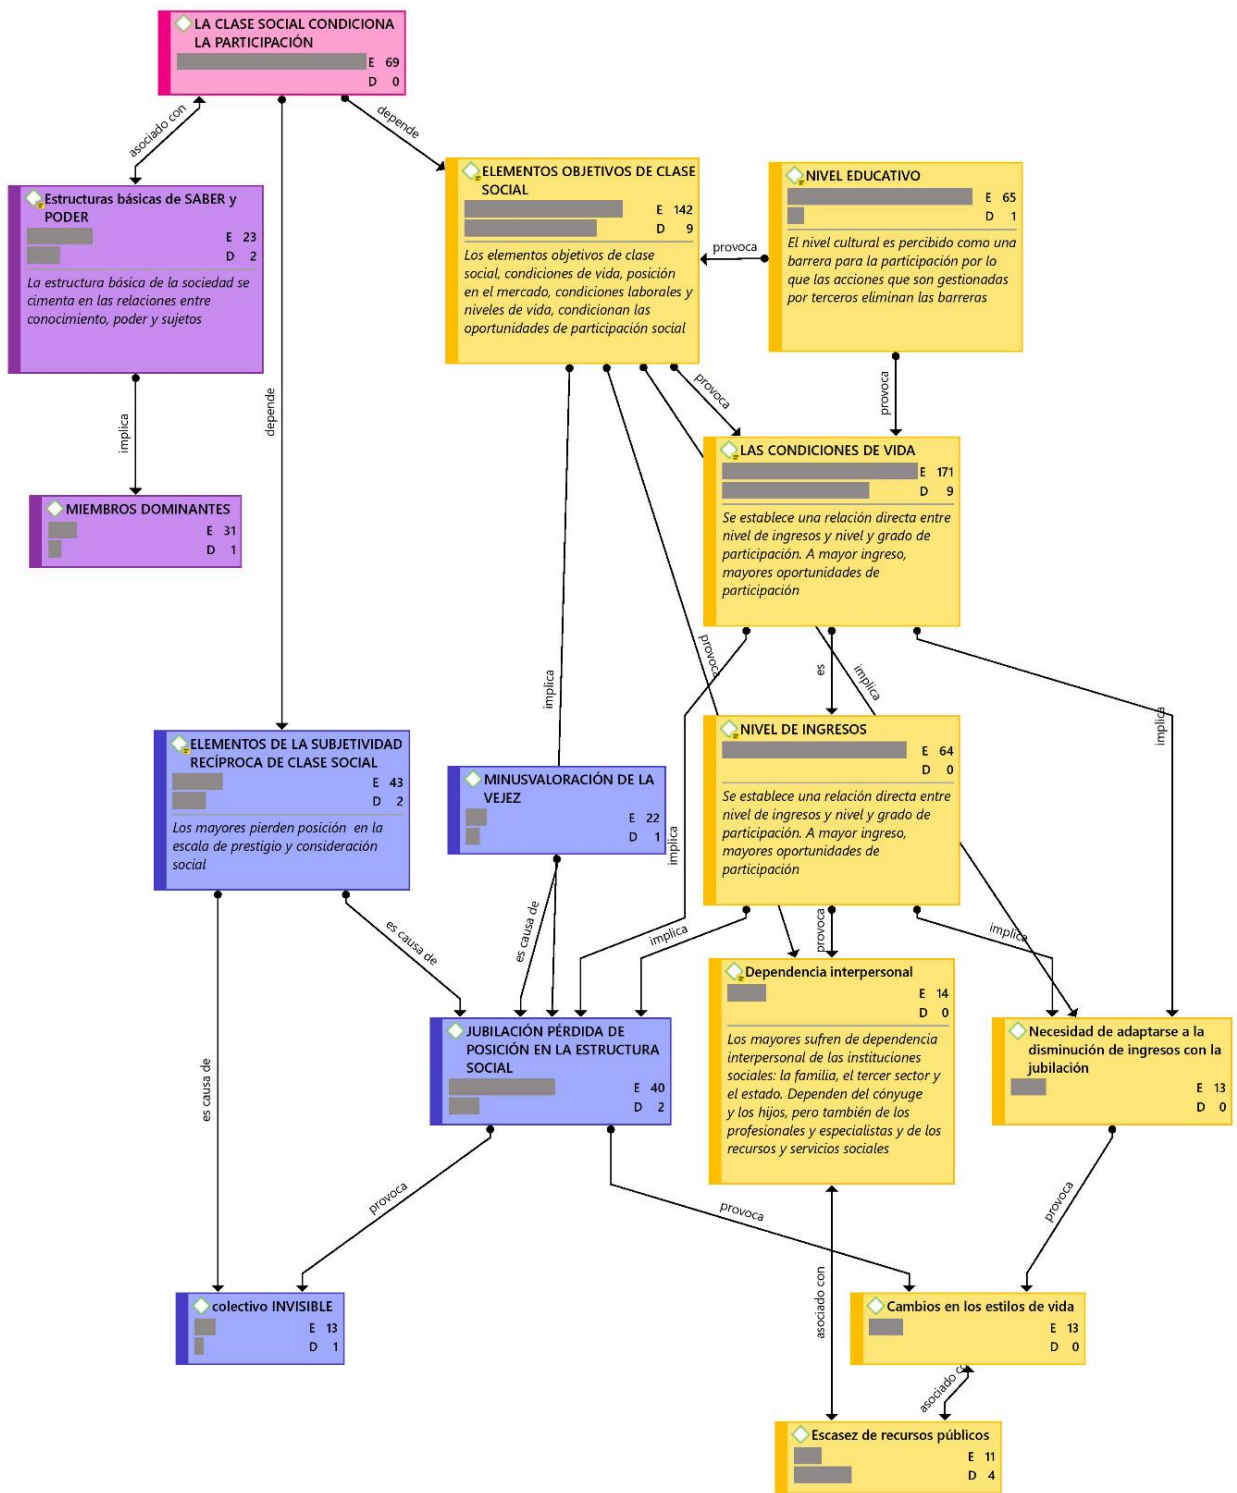 LA CLASE SOCIAL CONDICIONA
LA PARTICIPACIÓN
E 69
D 0
asociado con
depende
depende
Estructuras básicas de SABER y
PODER
E 23
D 2
La estructura básica de la sociedad se
cimenta en las relaciones entre
conocimiento, poder y sujetos
ELEMENTOS OBJETIVOS DE CLASE
SOCIAL
E 142
D 9
Los elementos objetivos de clase
social, condiciones de vida, posición
en el mercado, condiciones laborales y
niveles de vida, condicionan las
oportunidades de participación social
provoca
NIVEL EDUCATIVO
E 65
D 1
El nivel cultural es percibido como una
barrera para la participación por lo
que las acciones que son gestionadas
por terceros eliminan las barreras
implica
provoca
provoca
MIEMBROS DOMINANTES
E 31
D 1
LAS CONDICIONES DE VIDA
E 171
D 9
Se establece una relación directa entre
nivel de ingresos y nivel y grado de
participación. A mayor ingreso,
mayores oportunidades de
participación
implica
provoca
es
implica
implica
implica
ELEMENTOS DE LA SUBJETIVIDAD
RECÍPROCA DE CLASE SOCIAL
E 43
D 2
Los mayores pierden posición en la
escala de prestigio y consideración
social
MINUSVALORACIÓN DE LA
VEJEZ
E 22
D 1
NIVEL DE INGRESOS
E 64
D 0
Se establece una relación directa entre
nivel de ingresos y nivel y grado de
participación. A mayor ingreso,
mayores oportunidades de
participación
es causa de
es causa de
es causa de
implica
provoca
implica
JUBILACIÓN PÉRDIDA DE
POSICIÓN EN LA ESTRUCTURA
SOCIAL
E 40
D 2
Dependencia interpersonal
E 14
D 0
Los mayores sufren de dependencia
interpersonal de las instituciones
sociales: la familia, el tercer sector y
el estado. Dependen del cónyuge
y los hijos, pero también de los
profesionales y especialistas y de los
recursos y servicios sociales
Necesidad de adaptarse a la
disminución de ingresos con la
jubilación
E 13
D 0
provoca
provoca
provoca
asociado con
colectivo INVISIBLE
E 13
D 1
Cambios en los estilos de vida
E 13
D 0
asociado co
Escasez de recursos públicos
E 11
D 4